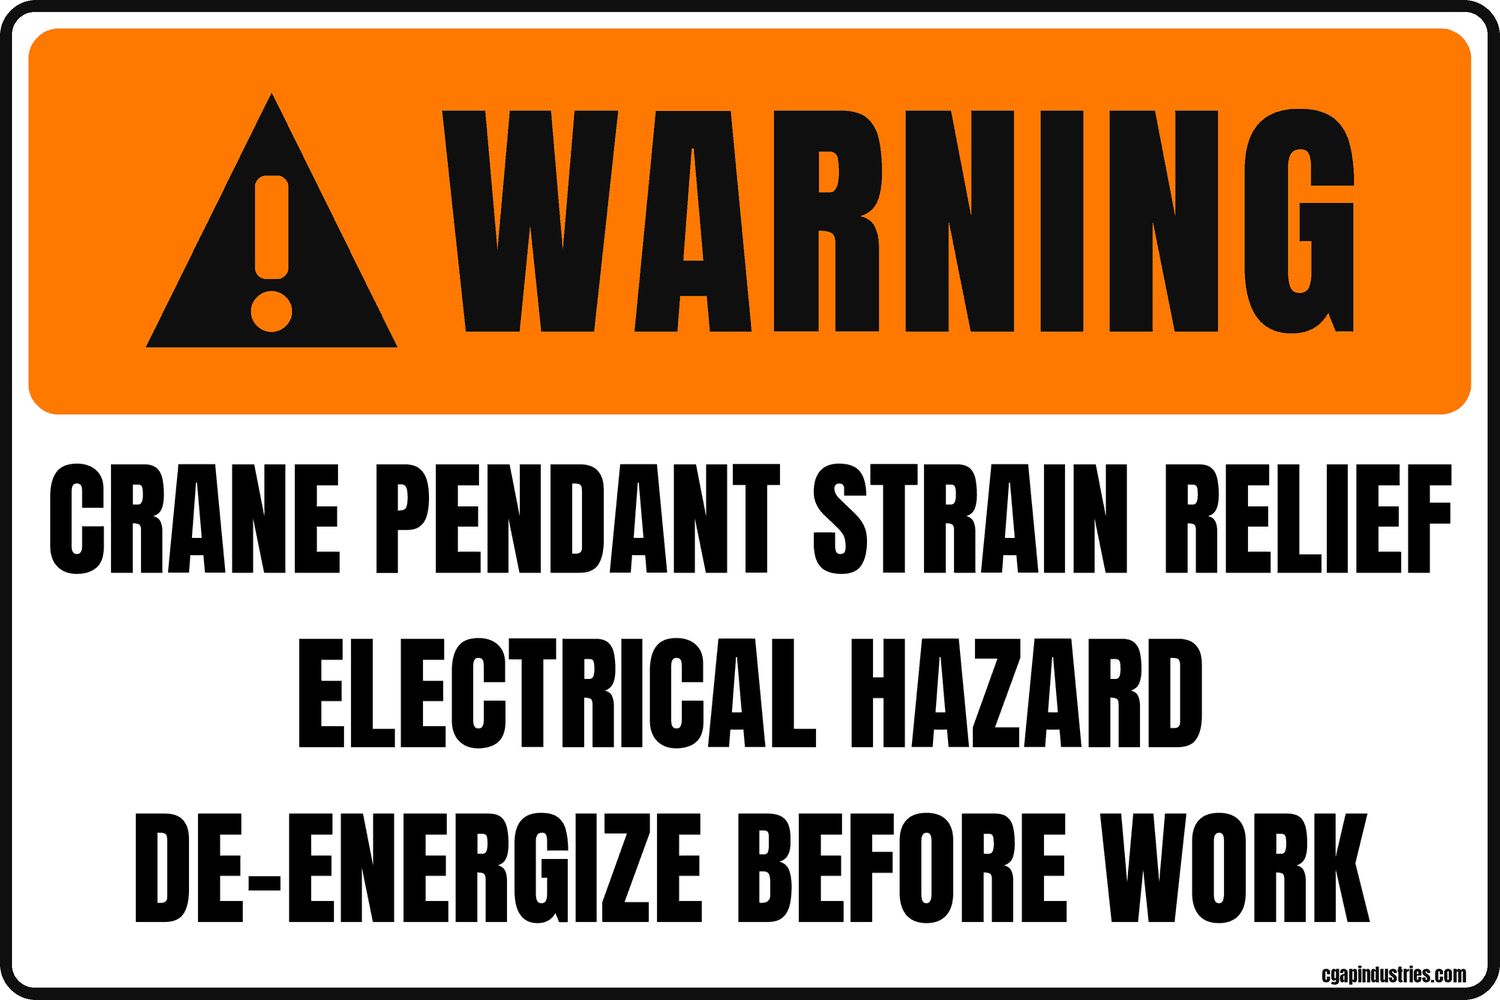 WARNING
CRANE PENDANT STRAIN RELIEF
ELECTRICAL HAZARD
DE-ENERGIZE BEFORE WORK
cgapindustries.com